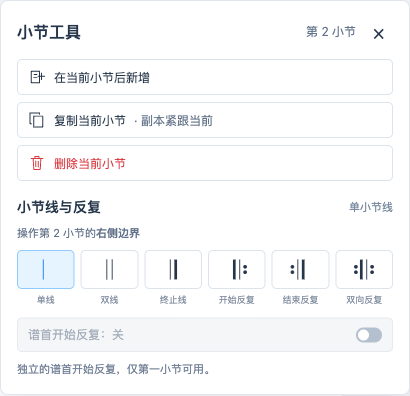 小节工具
第 2 小节
在当前小节后新增
复制当前小节 · 副本紧跟当前
删除当前小节
小节线与反复
单小节线
操作第 2 小节的右侧边界
单线
双线
终止线
开始反复
结束反复
双向反复
谱首开始反复：关
独立的谱首开始反复，仅第一小节可用。